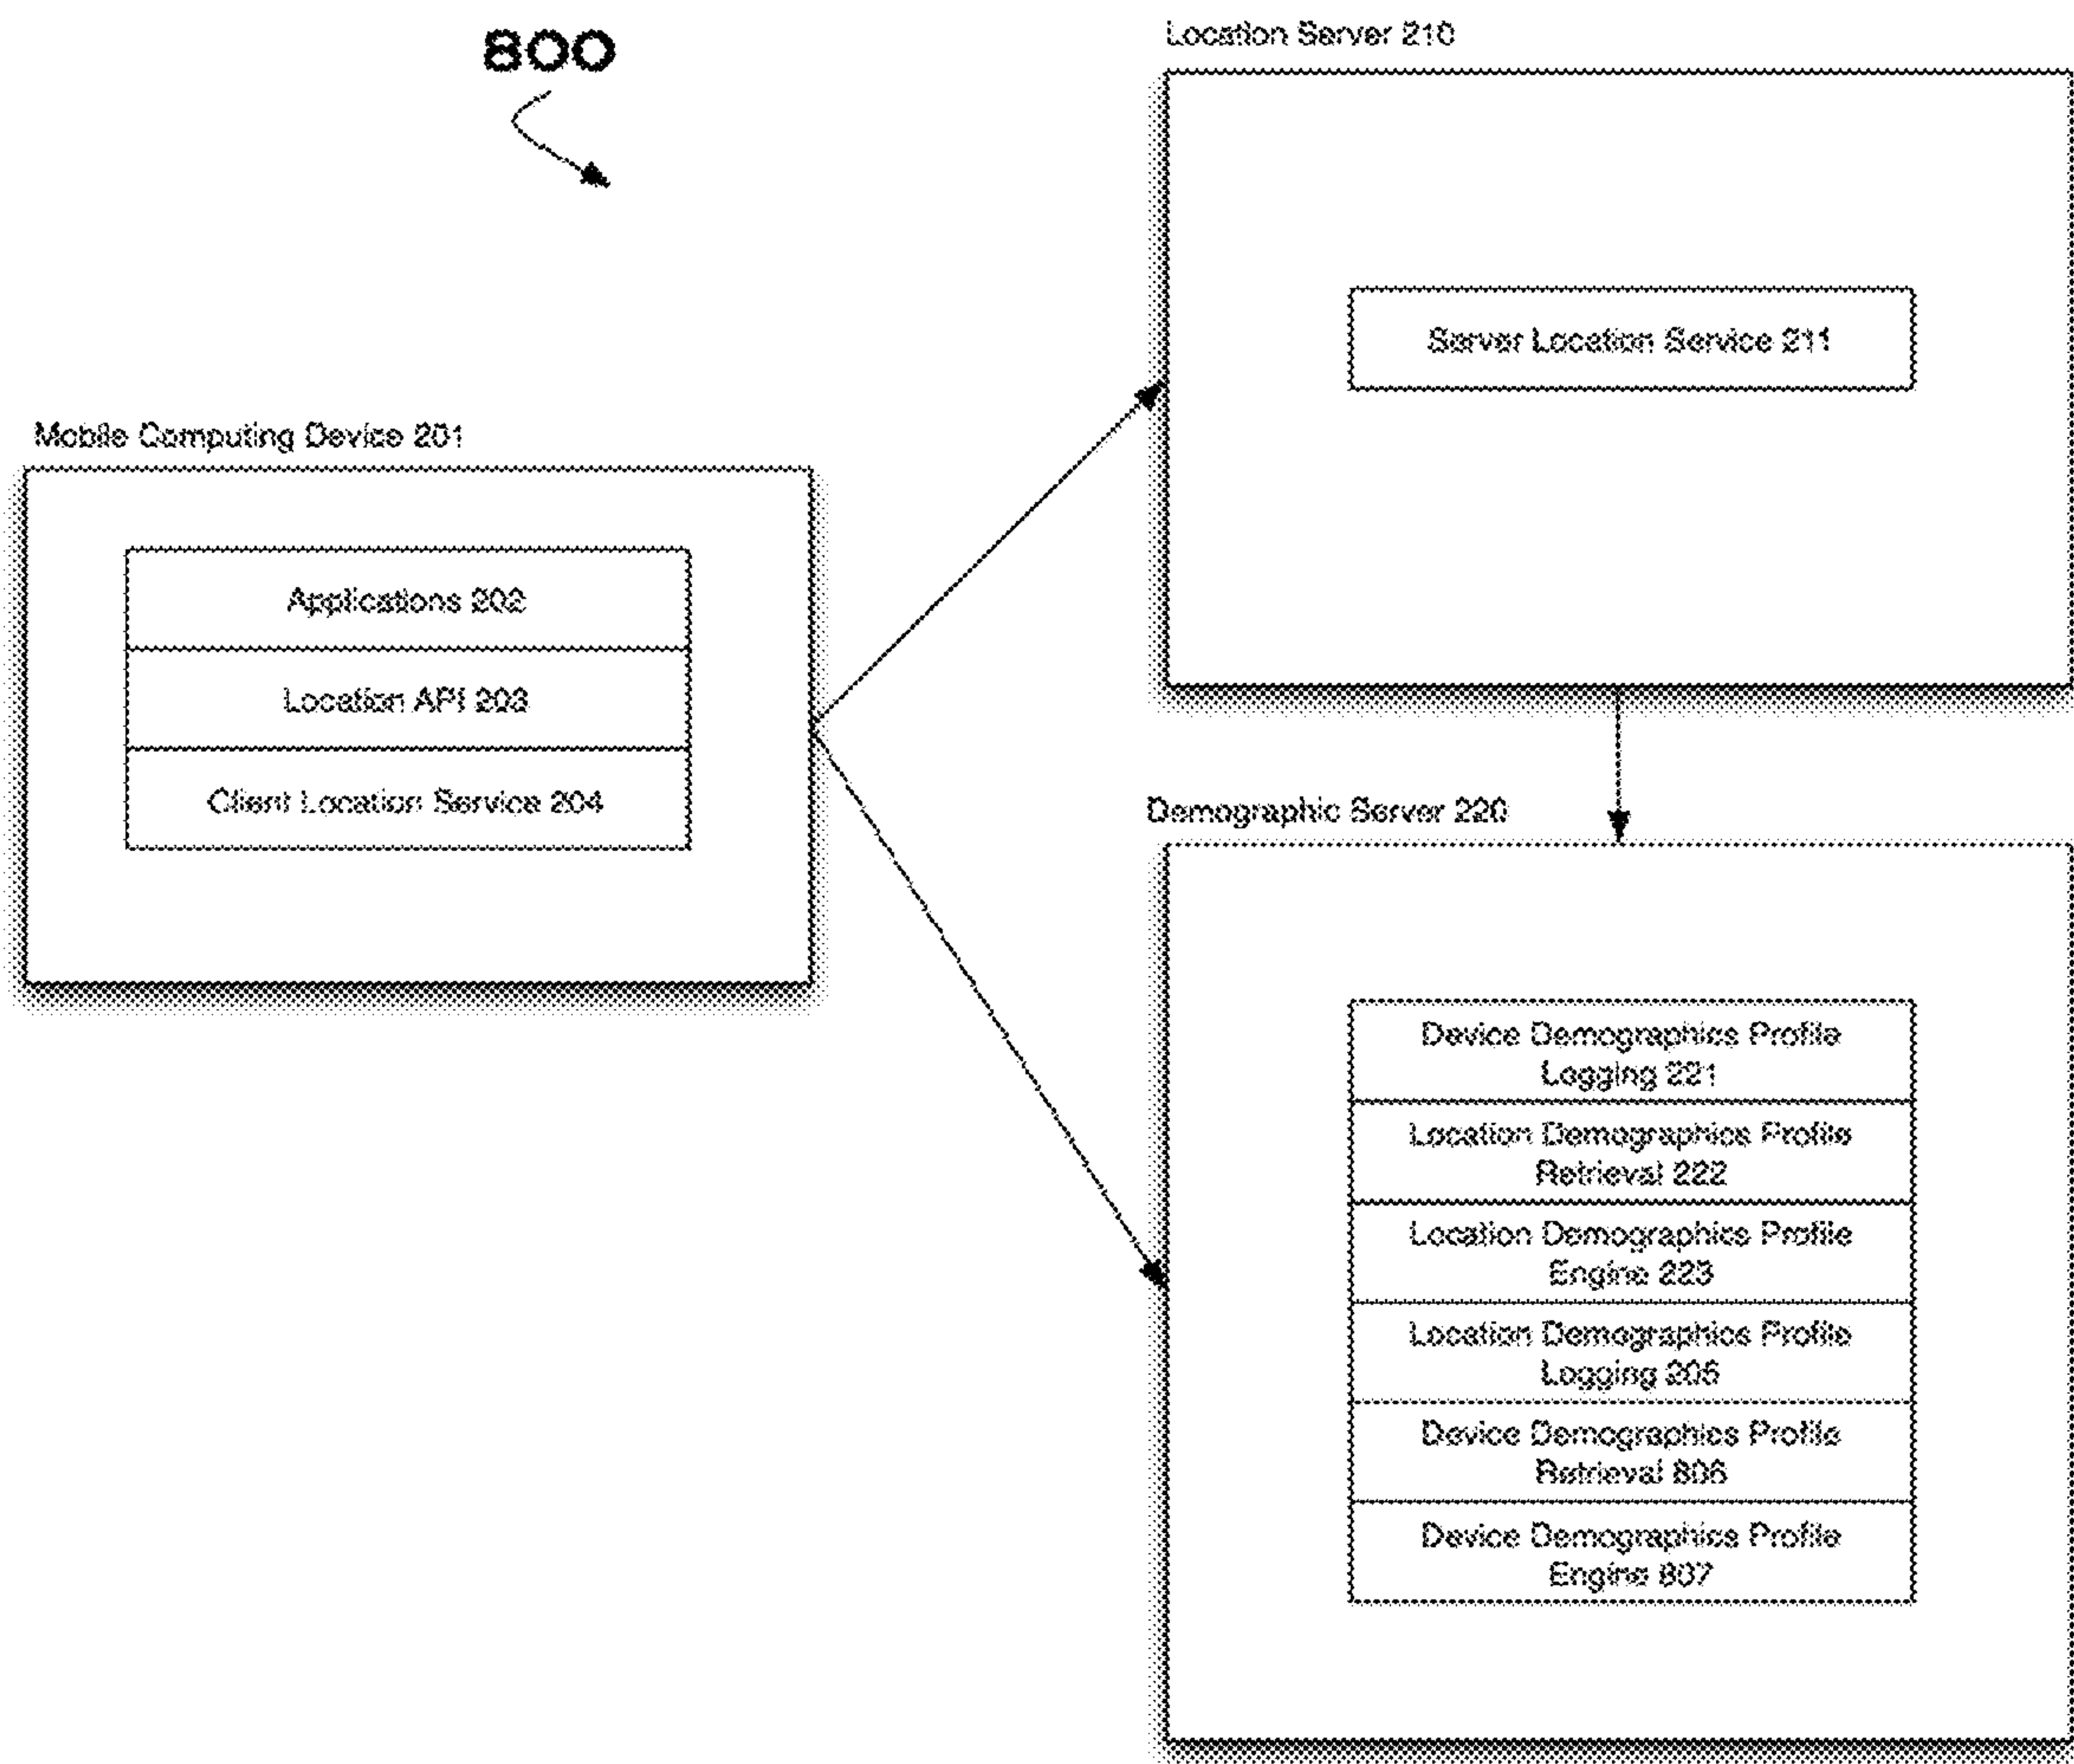 800
Location Server 210
Server Location Service 211
Mobile Computing Device 201
Applications 202
Location API 203
Client Location Service 204
Demographic Server 220
Device Demographics Profile
Logging 221
Location Demographics Profile
Retrieval 222
Location Demographics Profile
Engine 223
Location Demographics Profile
Logging 205
Device Demographics Profile
Retrieval 806
Device Demographics Profile
Engine 807